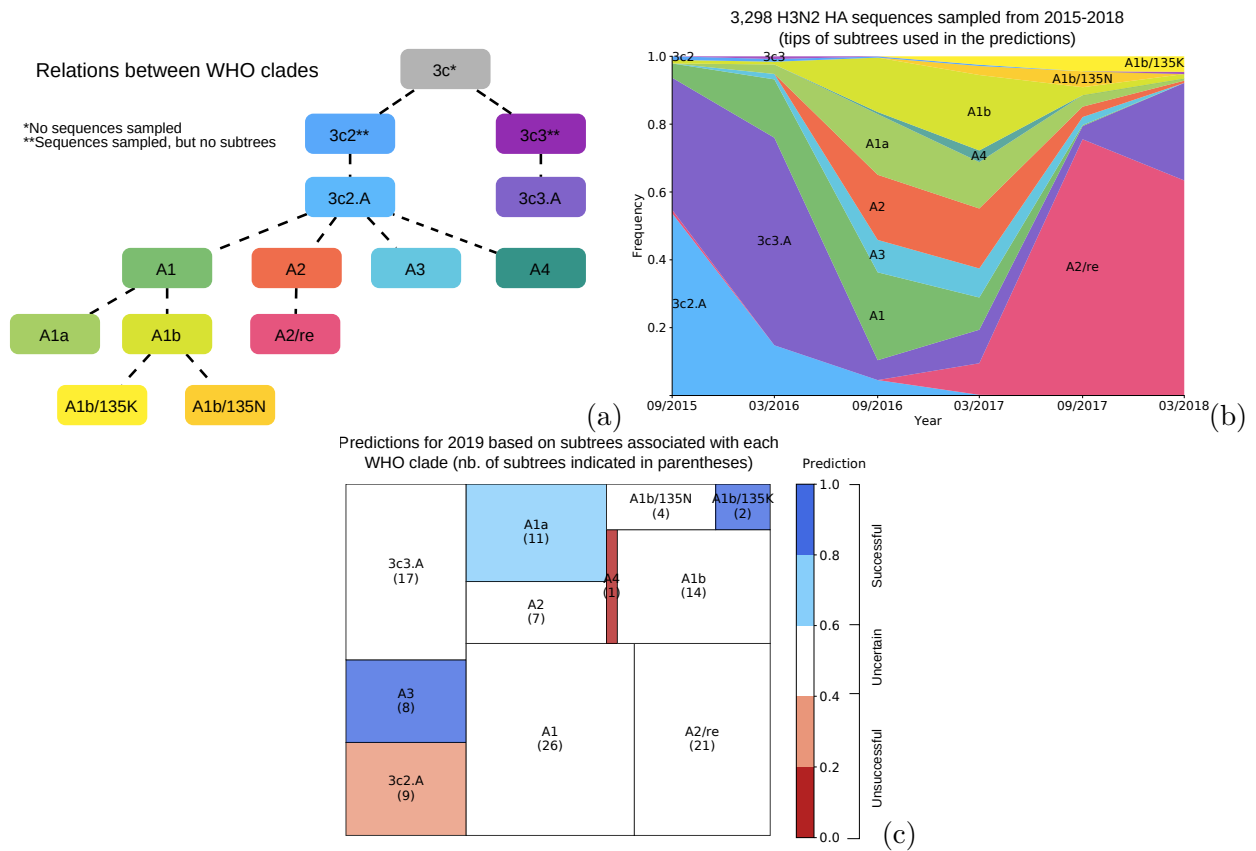 Relations between WHO clades
*No sequences sampled
**Sequences sampled, but no subtrees
3c*
3c2**
3c3**
3c2.A
3c3.A
A1
A2
A3
A4
A1a
A1b
A2/re
A1b/135K
A1b/135N
(a)
3,298 H3N2 HA sequences sampled from 2015-2018
(tips of subtrees used in the predictions)
Frequency
1.0
0.8
0.6
0.4
0.2
3c2
3c3
A1b/135K
A1b/135N
A1b
A4
A1a
A2
A3
A1
3c3.A
3c2.A
A2/re
09/2015
03/2016
09/2016
03/2017
09/2017
03/2018
Year
(b)
Predictions for 2019 based on subtrees associated with each
WHO clade (nb. of subtrees indicated in parentheses)
3c3.A
(17)
A3
(8)
3c2.A
(9)
A1a
(11)
A2
(7)
A1
(26)
A4
(1)
A1b/135N
(4)
A1b/135K
(2)
A1b
(14)
A2/re
(21)
Prediction
1.0
0.8
0.6
0.4
0.2
0.0
Successful
Uncertain
Unsuccessful
(c)